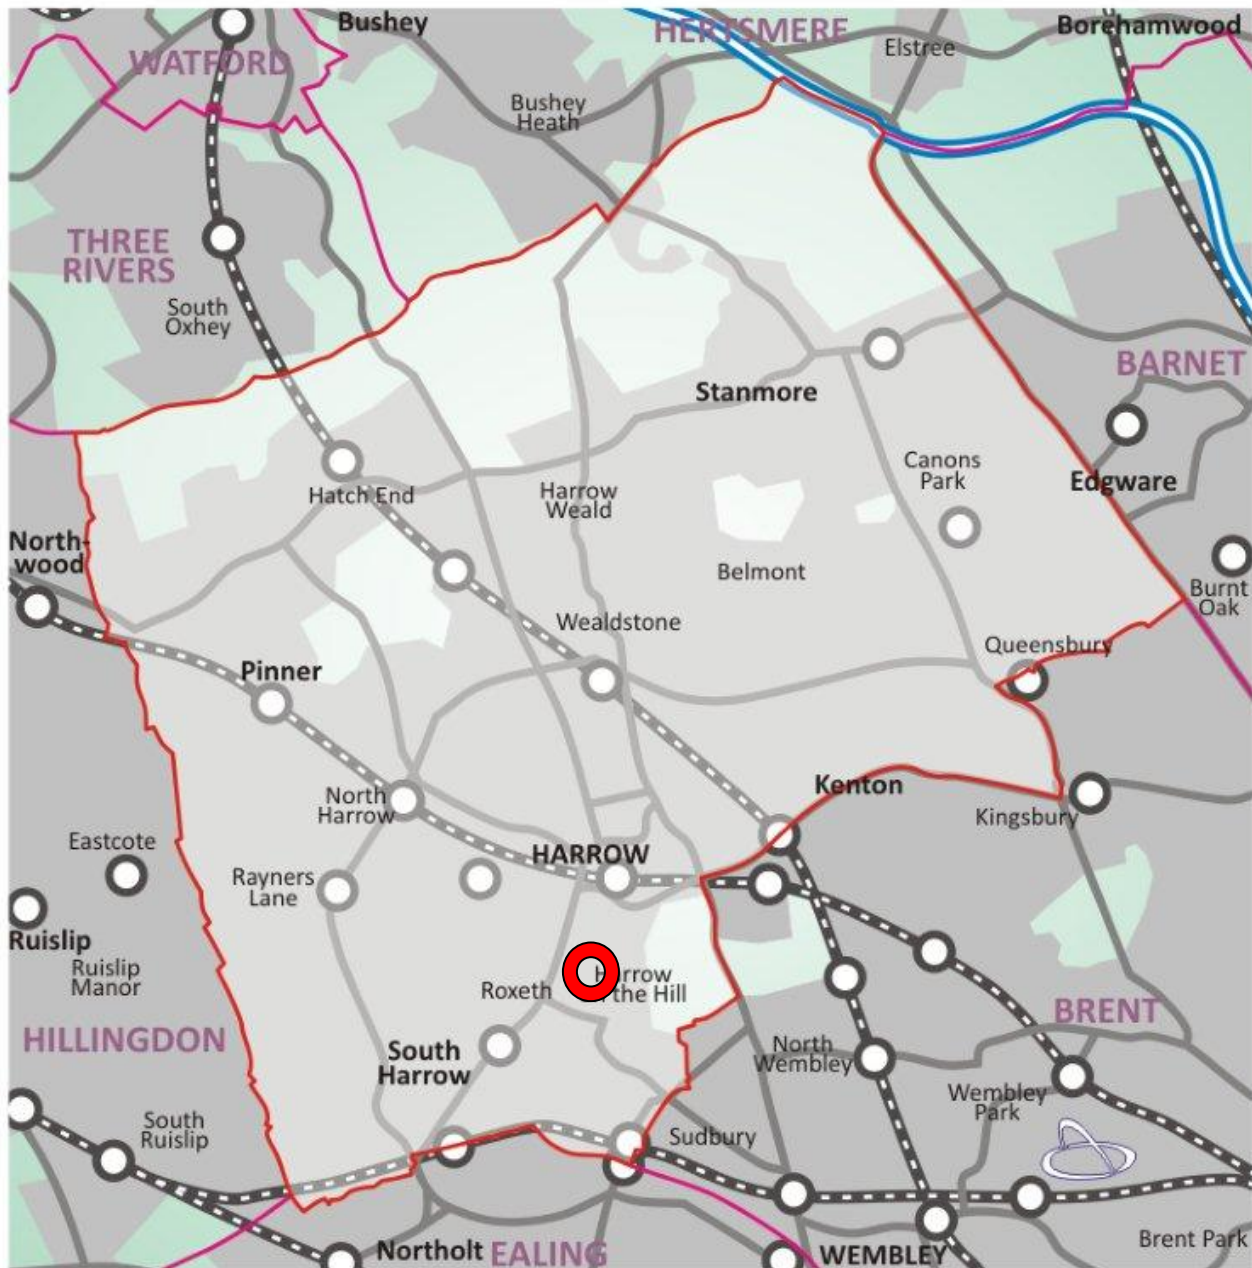 Bushey
HERTSMERE
Borehamwood
WATFORD
Elstree
Bushey
Heath
THREE
RIVERS
South
Oxhey
BARNET
Stanmore
Canons
Park
Edgware
Hatch End
Harrow
Weald
North-
wood
Belmont
Burnt
Oak
Wealdstone
Queensbury
Pinner
Kenton
North
Harrow
Kingsbury
Eastcote
HARROW
Rayners
Lane
Ruislip
Ruislip
Manor
Roxeth
the Hill
BRENT
HILLINGDON
South
Harrow
North
Wembley
Wembley
Park
South
Ruislip
Sudbury
Northolt
EALING
WEMBLEY
Brent Park